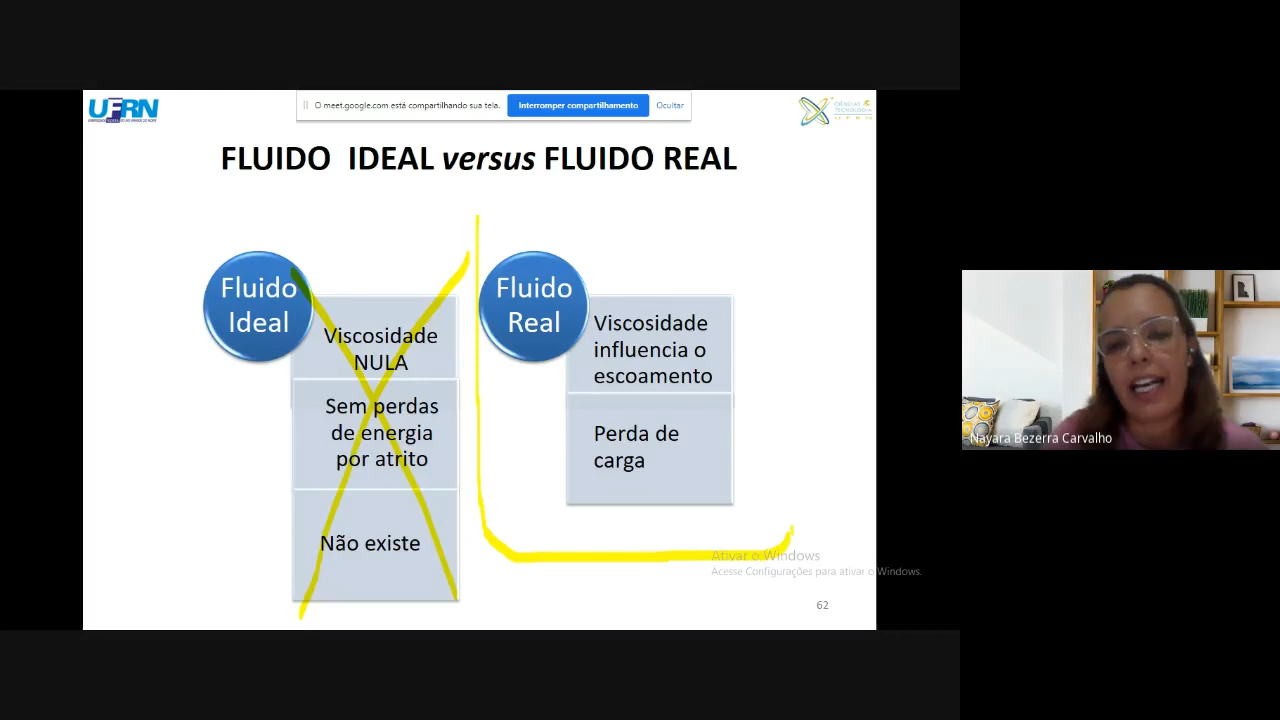 UFRN
O meet.google.com está compartilhando sua tela.
Interromper compartilhamento
Ocultar
CIÊNCIAS
TECNOLOGIA
UFRN
FLUIDO IDEAL versus FLUIDO REAL
Fluido
Ideal
Viscosidade
NULA
Sem perdas
de energia
por atrito
Não existe
Fluido
Real
Viscosidade
influencia o
escoamento
Perda de
carga
Ativar o Windows
Acesse Configurações para ativar o Windows.
62
Nayara Bezerra Carvalho